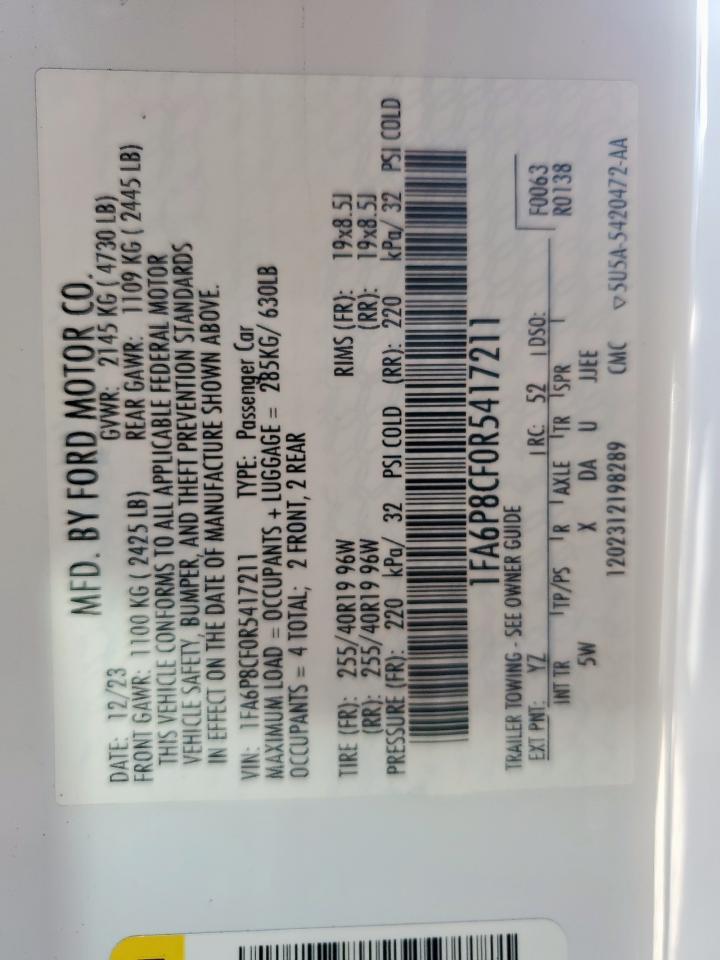 MFD. BY FORD MOTOR CO.
DATE: 12/23 GVWR: 2145 KG ( 4730 LB)
FRONT GAWR: 1100 KG ( 2425 LB) REAR GAWR: 1109 KG ( 2445 LB)
THIS VEHICLE CONFORMS TO ALL APPLICABLE FEDERAL MOTOR
VEHICLE SAFETY, BUMPER, AND THEFT PREVENTION STANDARDS
IN EFFECT ON THE DATE OF MANUFACTURE SHOWN ABOVE.
VIN: 1FA6P8CF0R5417211 TYPE: Passenger Car
MAXIMUM LOAD = OCCUPANTS + LUGGAGE = 285KG/ 630LB
OCCUPANTS = 4 TOTAL; 2 FRONT, 2 REAR
TIRE (FR): 255/40R19 96W RIMS (FR): 19x8.5J
(RR): 255/40R19 96W (RR): 19x8.5J
PRESSURE (FR): 220 kPa/ 32 PSI COLD (RR): 220 kPa/ 32 PSI COLD
1FA6P8CF0R5417211
TRAILER TOWING - SEE OWNER GUIDE F0063
EXT PNT: YZ RC: 52 DSO: R0138
INT TR TP/PS R AXLE TR SPR
5W X DA U JJEE
12023121198289 CMC ▽5U5A-5420472-AA